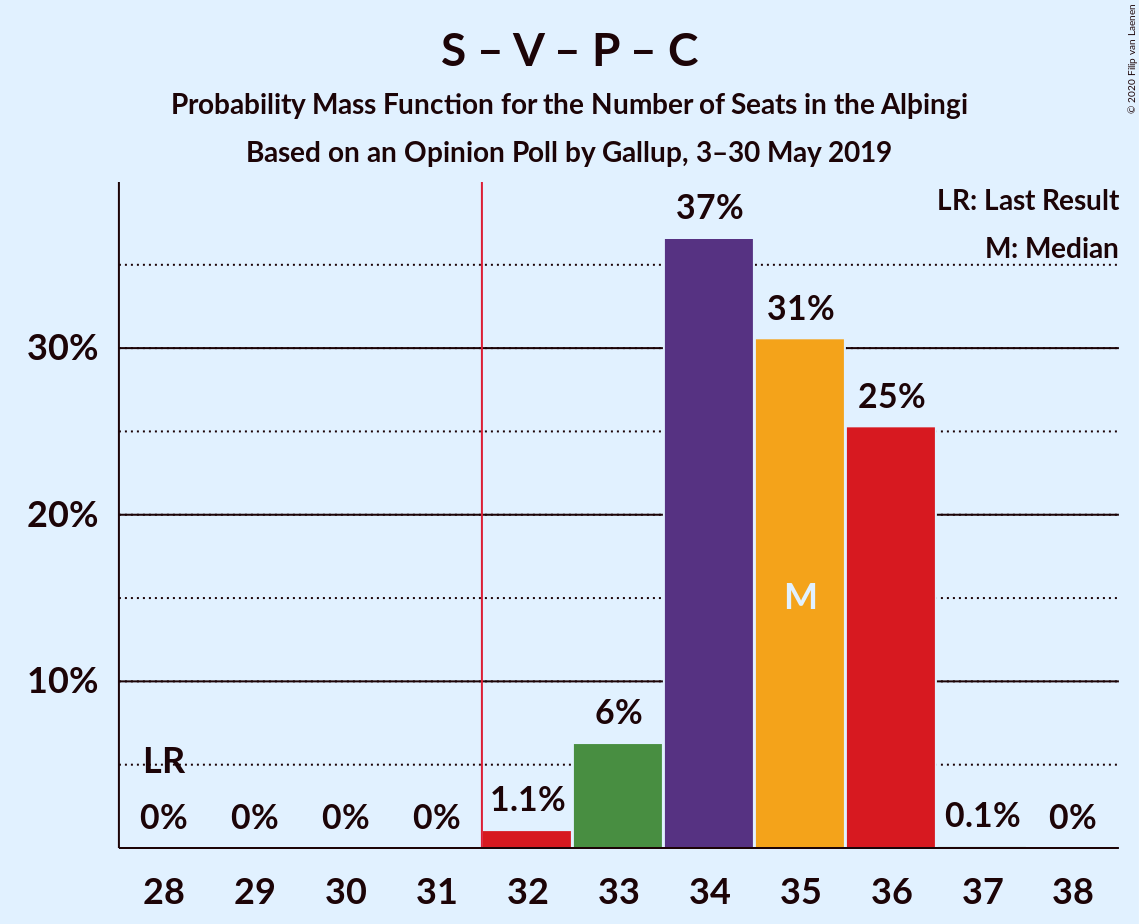 S – V – P – C
Probability Mass Function for the Number of Seats in the Alþingi
Based on an Opinion Poll by Gallup, 3–30 May 2019
© 2020 Filip van Laenen
LR: Last Result
M: Median
37%
31%
30%
25%
20%
M
10%
6%
LR
1.1%
0%
0%
0%
0%
0.1%
0%
28 29 30 31 32 33 34 35 36 37 38